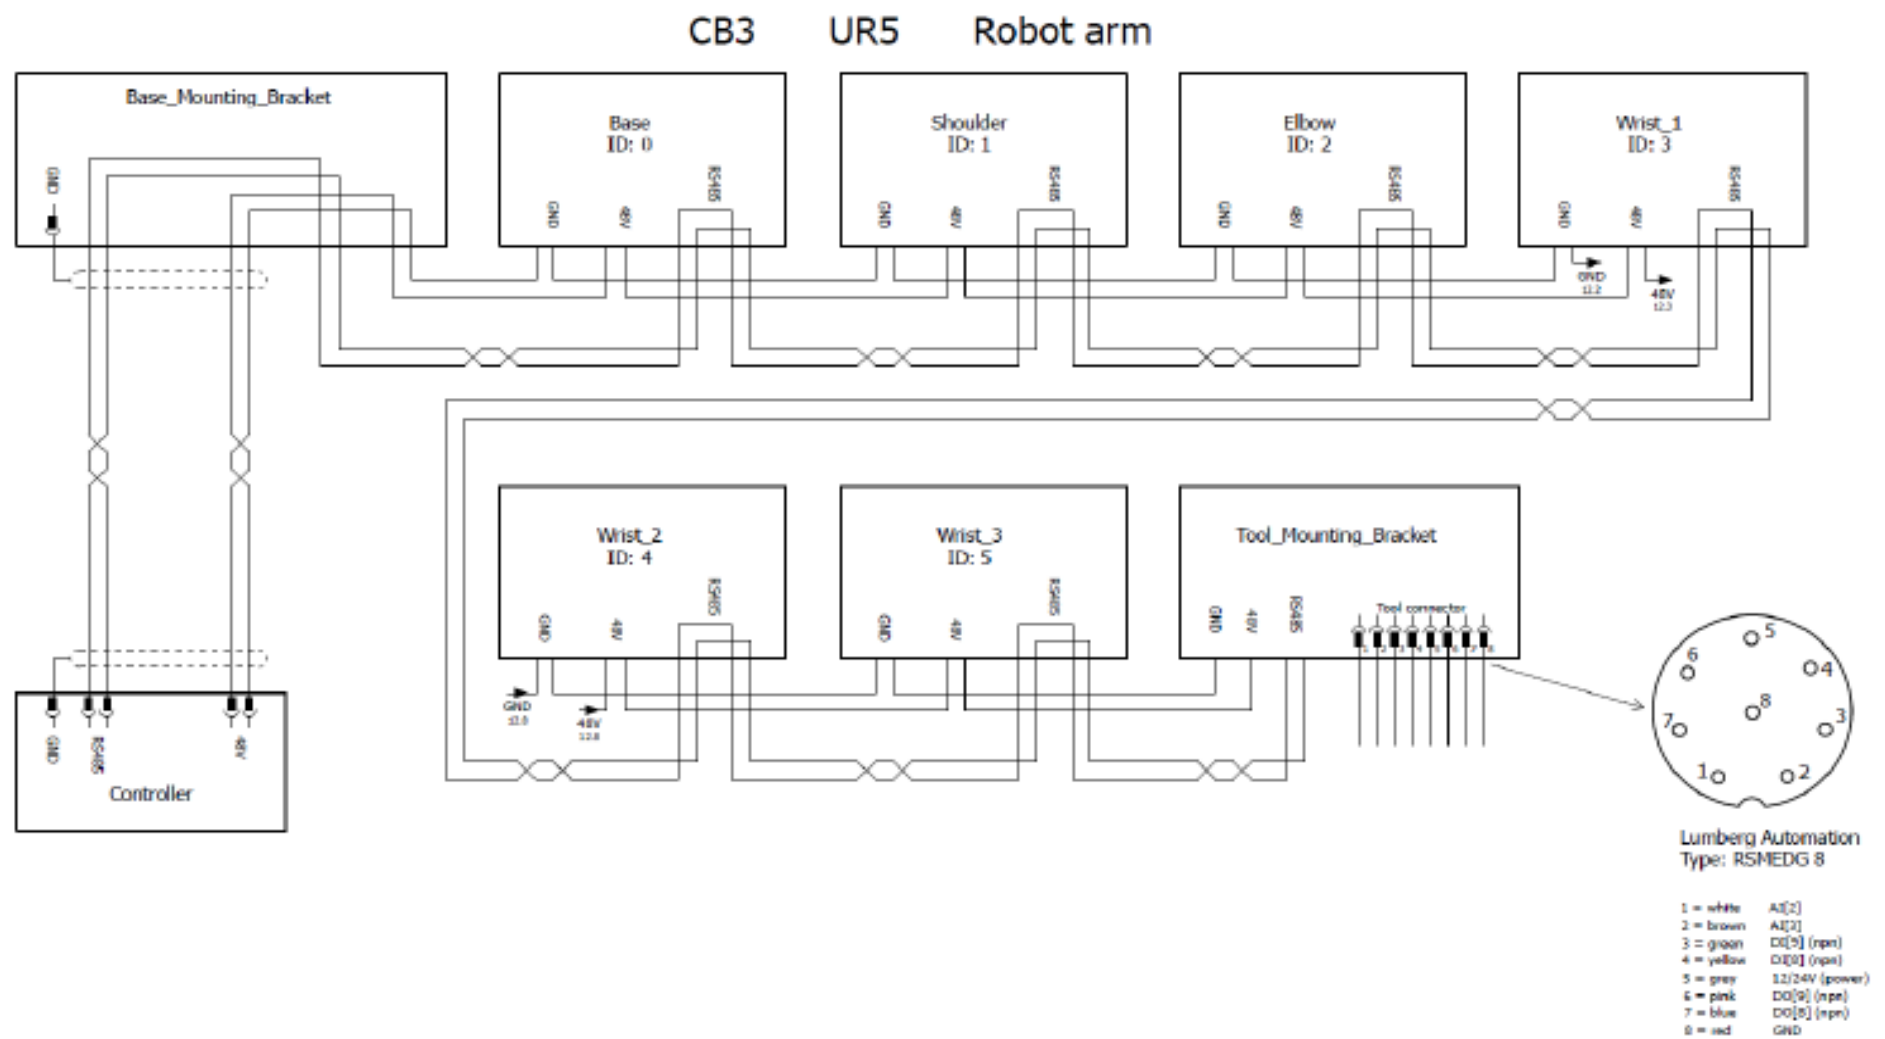 CB3 UR5 Robot arm
Base_Mounting_Bracket
GND
Base
ID: 0
GND
48V
RS485
Shoulder
ID: 1
GND
48V
RS485
Elbow
ID: 2
GND
48V
RS485
Wrist_1
ID: 3
GND
48V
RS485
GND
12.2
48V
Wrist_2
ID: 4
GND
48V
RS485
GND
48V
Wrist_3
ID: 5
GND
48V
RS485
Tool_Mounting_Bracket
GND
48V
RS485
Tool connector
1 2 3 4 5 6 7 8
GND
RS485
48V
Controller
5
6
4
8
7
3
1
2
Lumberg Automation
Type: RSMEDG 8
1 = white AI[2]
2 = brown AI[3]
3 = green DI[9] (npn)
4 = yellow DI[8] (npn)
5 = grey 12/24V (power)
6 = pink DO[9] (npn)
7 = blue DO[8] (npn)
8 = red GND